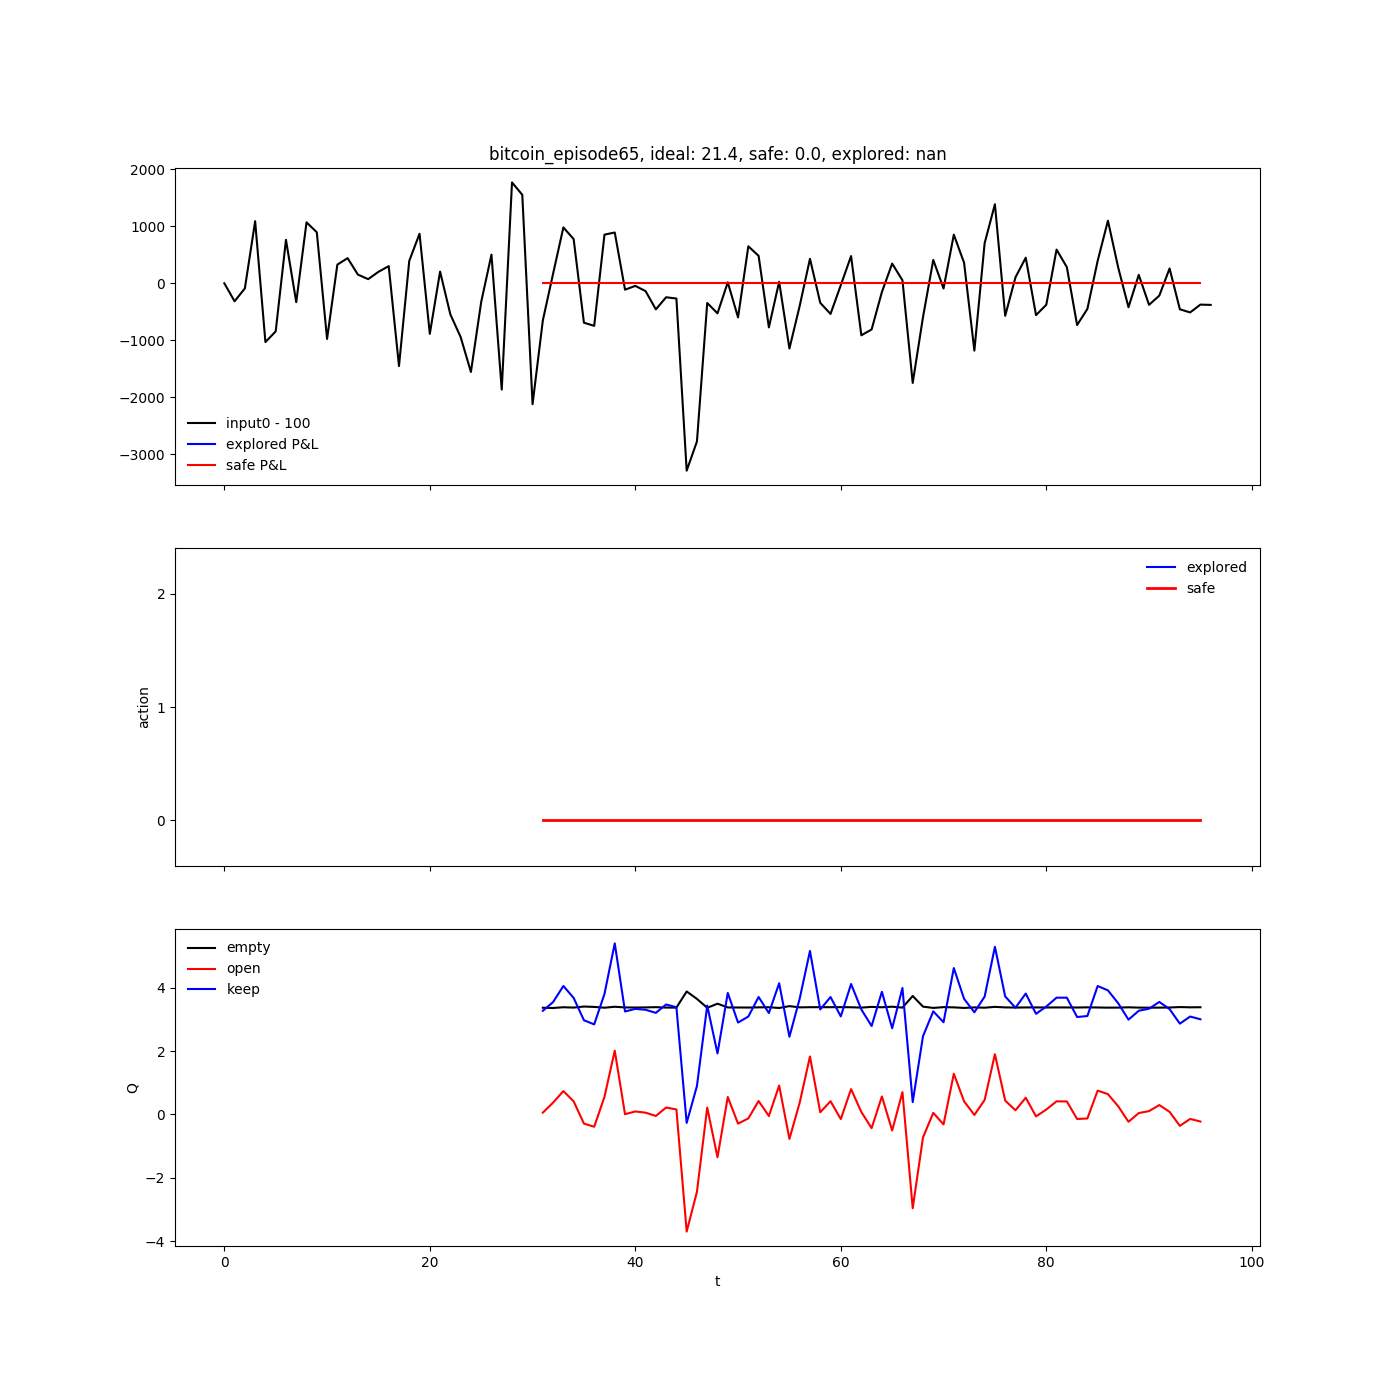 bitcoin_episode65, ideal: 21.4, safe: 0.0, explored: nan
2000
1000
0
−1000
−2000
−3000
input0 - 100
explored P&L
safe P&L
action
2
1
0
explored
safe
Q
4
2
0
−2
−4
empty
open
keep
0 20 40 60 80 100
t